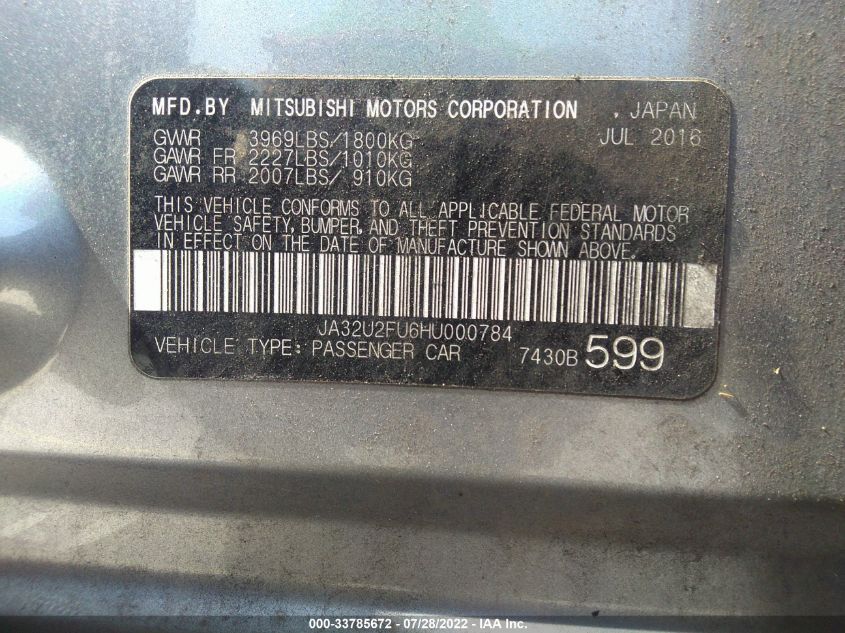 MFD.BY MITSUBISHI MOTORS CORPORATION , JAPAN
GVWR 3969LBS/1800KG JUL 2016
GAWR FR 2227LBS/1010KG
GAWR RR 2007LBS/ 910KG
THIS VEHICLE CONFORMS TO ALL APPLICABLE FEDERAL MOTOR
VEHICLE SAFETY, BUMPER, AND THEFT PREVENTION STANDARDS
IN EFFECT ON THE DATE OF MANUFACTURE SHOWN ABOVE.
JA32U2FU6HU000784
VEHICLE TYPE: PASSENGER CAR 7430B 599
000-33785672 - 07/28/2022 - IAA Inc.